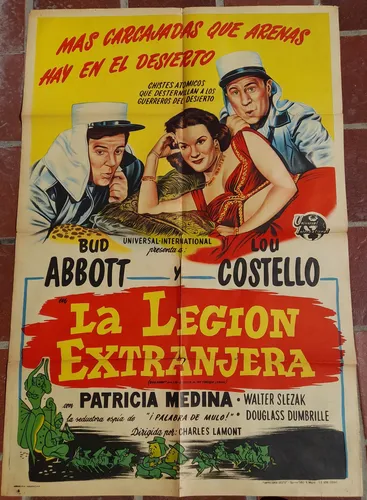 MAS CARCAJADAS QUE ARENAS
HAY EN EL DESIERTO
CHISTES ATOMICOS
QUE DESTERNILLAN A LOS
GUERREROS DEL DESIERTO
BUD
ABBOTT
UNIVERSAL-INTERNATIONAL
presenta a:
y
LOU
COSTELLO
en
LA LEGION
EXTRANJERA
con PATRICIA MEDINA · WALTER SLEZAK
la seductora espia de "¡PALABRA DE MULO!" · DOUGLASS DUMBRILLE
Dirigida por: CHARLES LAMONT